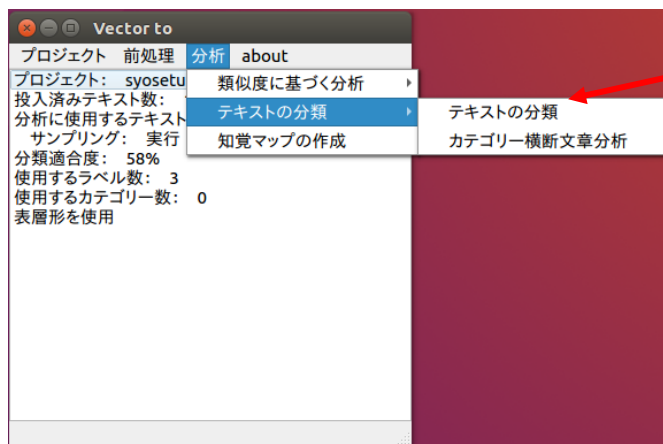 Vector to
プロジェクト 前処理 分析 about
プロジェクト: syosetu
投入済みテキスト数:
分析に使用するテキスト
サンプリング: 実行
分類適合度: 58%
使用するラベル数: 3
使用するカテゴリー数: 0
表層形を使用
類似度に基づく分析
テキストの分類
知覚マップの作成
テキストの分類
カテゴリー横断文章分析